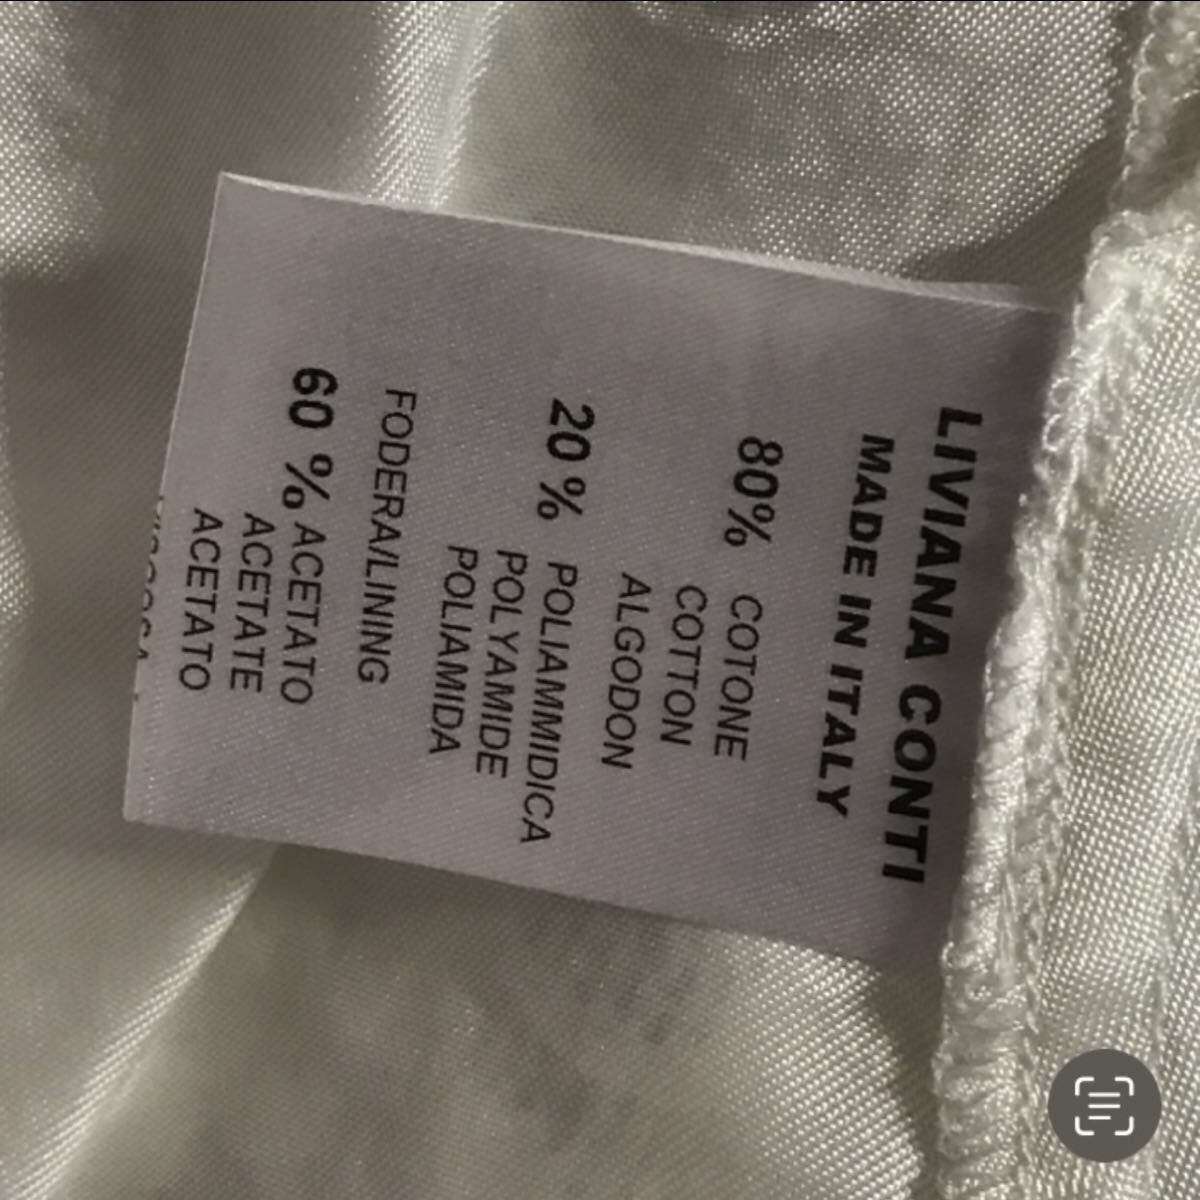 LIVIANA CONTI
MADE IN ITALY
80% COTONE
COTTON
ALGODON
20% POLIAMMIDICA
POLYAMIDE
POLIAMIDA
FODERA/LINING
60 % ACETATO
ACETATE
ACETATO